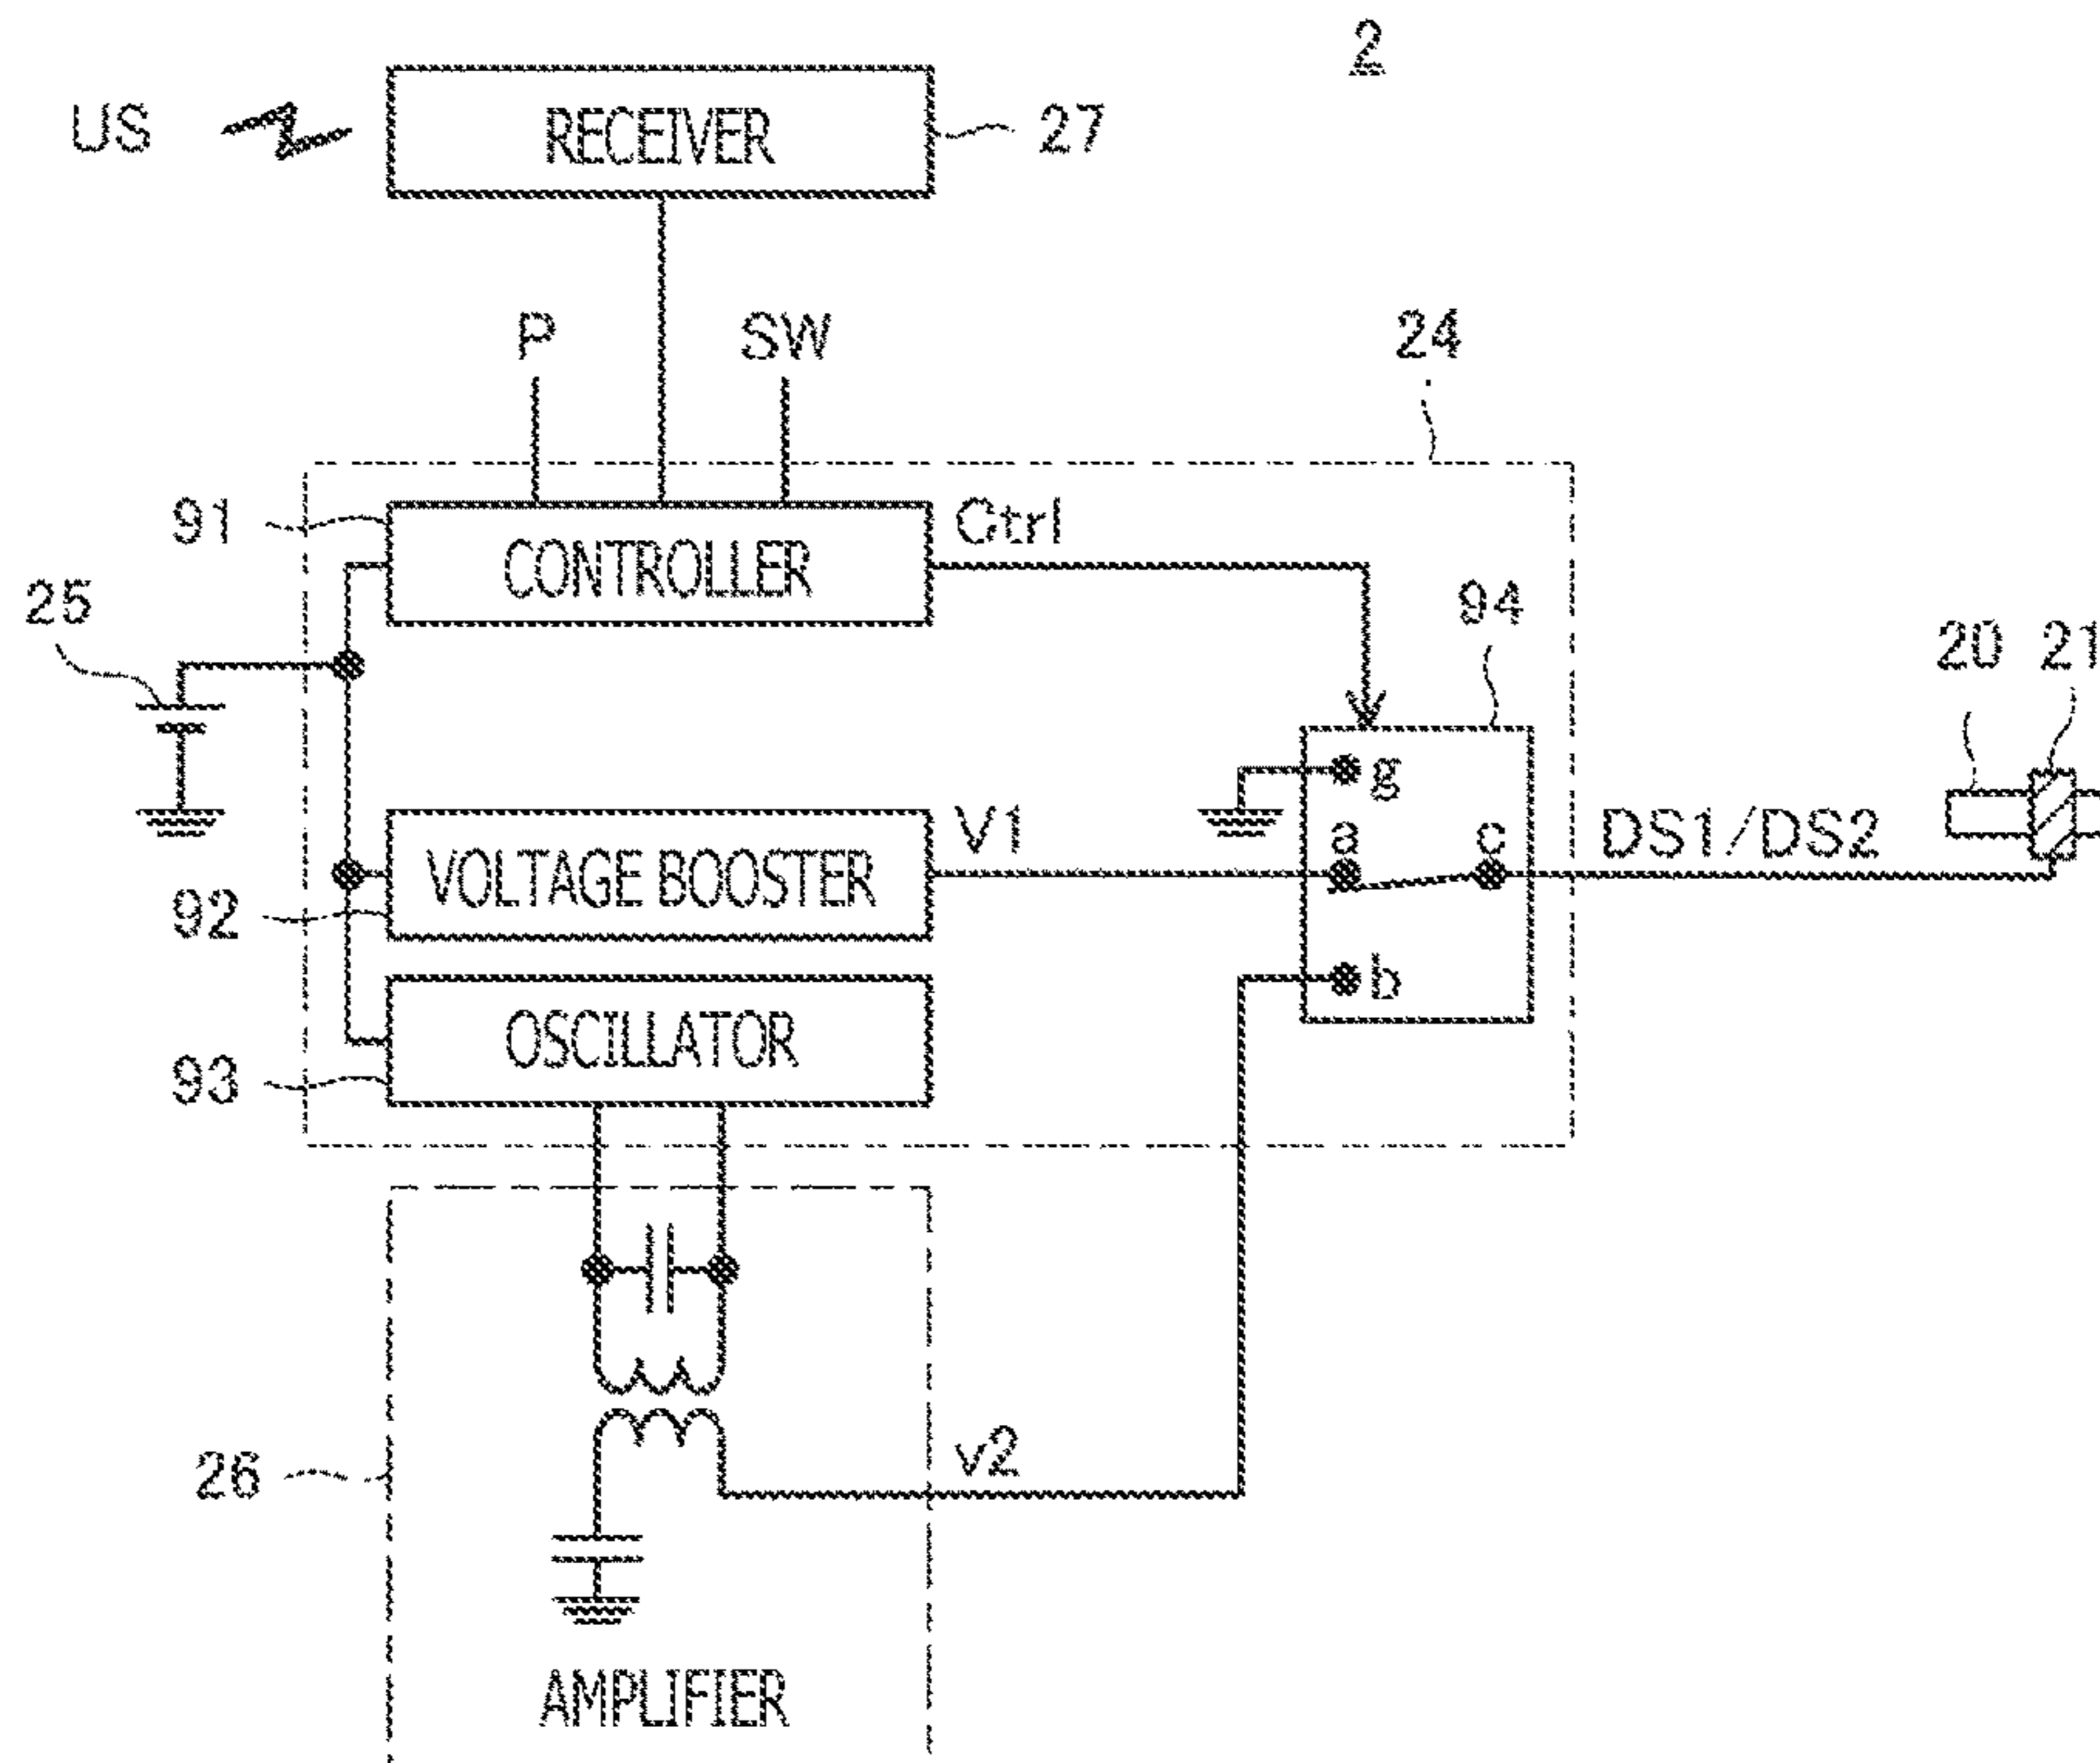 2
US
RECEIVER
27
P
SW
24
91
Ctrl
CONTROLLER
25
94
20
21
g
V1
a
c
DS1/DS2
VOLTAGE BOOSTER
92
b
OSCILLATOR
93
v2
26
AMPLIFIER